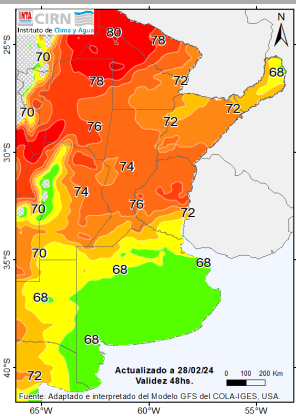 INTA CIRN
Instituto de Clima y Agua
N
80
78
25°S
70
78
72
68
70
72
72
76
30°S
74
74
76
70
72
70
68
68
35°S
68
68
72
40°S
Actualizado a 28/02/24
Validez 48hs.
0 100 200 Km
Fuente: Adaptado e interpretado del Modelo GFS del COLA-IGES, USA
65°W 60°W 55°W